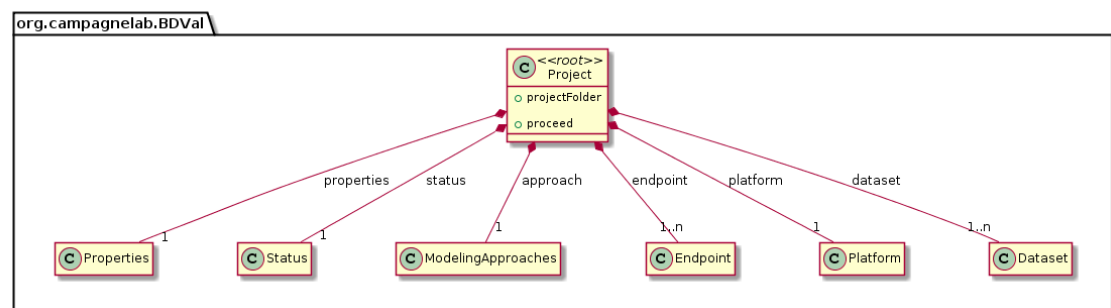 org.campagnelab.BDVal
C <<root>>
Project
projectFolder
proceed
properties status approach endpoint platform dataset
1 1 1 1..n 1 1..n
C Properties C Status C ModelingApproaches C Endpoint C Platform C Dataset